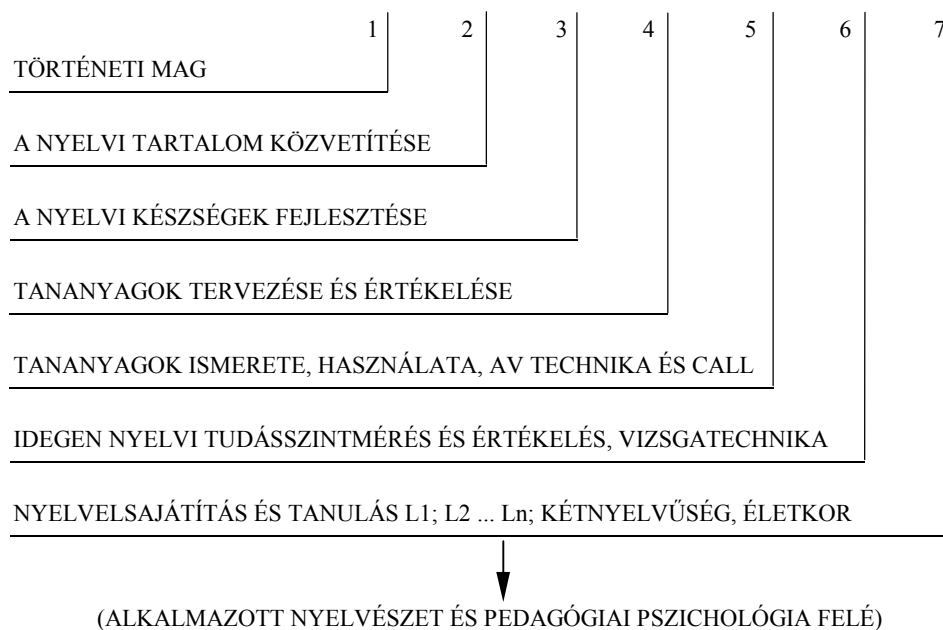 1 2 3 4 5 6 7
TÖRTÉNETI MAG
A NYELVI TARTALOM KÖZVETÍTÉSE
A NYELVI KÉSZSÉGEK FEJLESZTÉSE
TANANYAGOK TERVEZÉSE ÉS ÉRTÉKELÉSE
TANANYAGOK ISMERETE, HASZNÁLATA, AV TECHNIKA ÉS CALL
IDEGEN NYELVI TUDÁSSZINTMÉRÉS ÉS ÉRTÉKELÉS, VIZSGATECHNIKA
NYELVELSAJÁTÍTÁS ÉS TANULÁS L1; L2 ... Ln; KÉTNYELVŰSÉG, ÉLETKOR
(ALKALMAZOTT NYELVÉSZET ÉS PEDAGÓGIAI PSZICHOLÓGIA FELÉ)